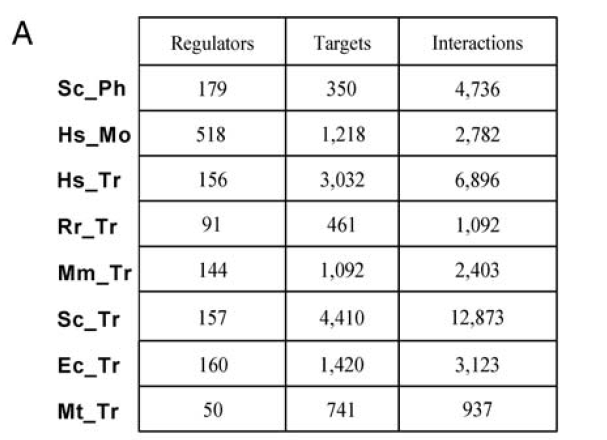 A
Regulators Targets Interactions
Sc_Ph 179 350 4,736
Hs_Mo 518 1,218 2,782
Hs_Tr 156 3,032 6,896
Rr_Tr 91 461 1,092
Mm_Tr 144 1,092 2,403
Sc_Tr 157 4,410 12,873
Ec_Tr 160 1,420 3,123
Mt_Tr 50 741 937